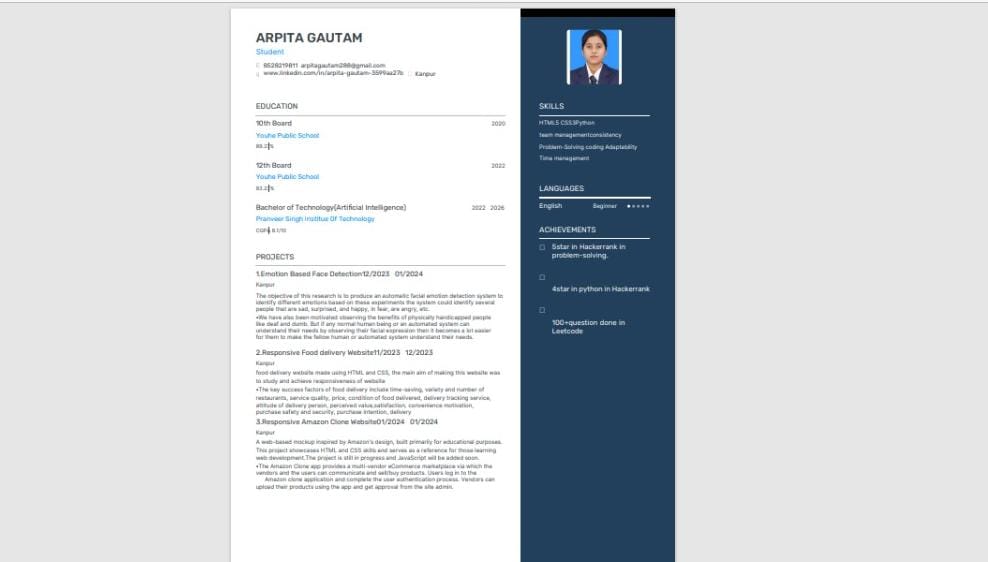 ARPITA GAUTAM
Student
8528219811 arpitagautam288@gmail.com
www.linkedin.com/in/arpita-gautam-3599aa27b Kanpur
EDUCATION
10th Board 2020
Youhe Public School
12th Board 2022
Youhe Public School
Bachelor of Technology(Artificial Intelligence) 2022 2026
Pranveer Singh Institue Of Technology
8.1/10
PROJECTS
1.Emotion Based Face Detection12/2023 01/2024
Kanpur
The objective of this research is to produce an automatic facial emotion detection system to
identify different emotions based on these experiments the system could identify several
people that are sad, surprised, and happy, in fear, are angry, etc.
•We have also been motivated observing the benefits of physically handicapped people
like deaf and dumb. But if any normal human being or an automated system can
understand their needs by observing their facial expression then it becomes a lot easier
for them to make the fellow human or automated system understand their needs.
2.Responsive Food delivery Website11/2023 12/2023
Kanpur
food delivery website made using HTML and CSS, the main aim of making this website was
to study and achieve responsiveness of website
•The key success factors of food delivery include time-saving, variety and number of
restaurants, service quality, price, condition of food delivered, delivery tracking service,
attitude of delivery person, perceived value,satisfaction, convenience motivation,
purchase safety and security, purchase intention, delivery
3.Responsive Amazon Clone Website01/2024 01/2024
Kanpur
A web-based mockup inspired by Amazon's design, built primarily for educational purposes.
This project showcases HTML and CSS skills and serves as a reference for those learning
web development.The project is still in progress and JavaScript will be added soon.
•The Amazon Clone app provides a multi-vendor eCommerce marketplace via which the
vendors and the users can communicate and sell/buy products. Users log in to the
Amazon clone application and complete the user authentication process. Vendors can
upload their products using the app and get approval from the site admin.
SKILLS
HTML5 CSS3Python
team managementconsistency
Problem-Solving coding Adaptability
Time management
LANGUAGES
English Beginner
ACHIEVEMENTS
5star in Hackerrank in
problem-solving.
4star in python in Hackerrank
100+question done in
Leetcode